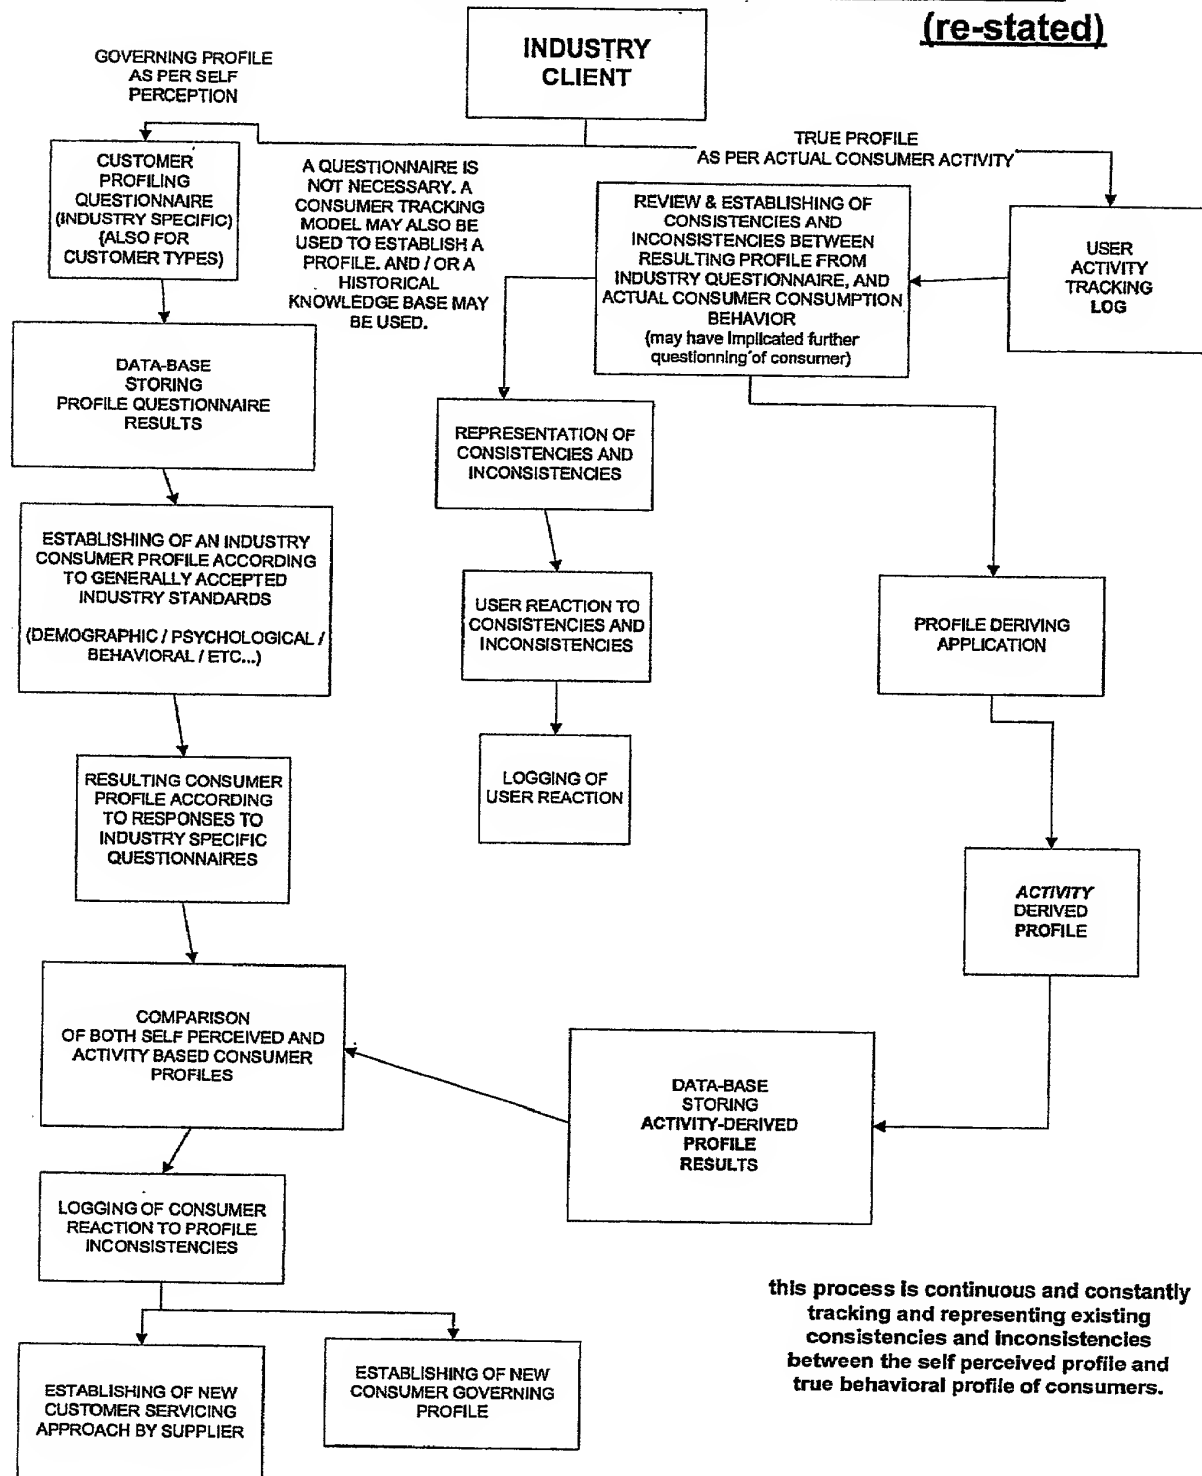 (re-stated)
INDUSTRY
CLIENT
GOVERNING PROFILE
AS PER SELF
PERCEPTION
TRUE PROFILE
AS PER ACTUAL CONSUMER ACTIVITY
CUSTOMER
PROFILING
QUESTIONNAIRE
(INDUSTRY SPECIFIC)
(ALSO FOR
CUSTOMER TYPES)
A QUESTIONNAIRE IS
NOT NECESSARY. A
CONSUMER TRACKING
MODEL MAY ALSO BE
USED TO ESTABLISH A
PROFILE. AND / OR A
HISTORICAL
KNOWLEDGE BASE MAY
BE USED.
REVIEW & ESTABLISHING OF
CONSISTENCIES AND
INCONSISTENCIES BETWEEN
RESULTING PROFILE FROM
INDUSTRY QUESTIONNAIRE, AND
ACTUAL CONSUMER CONSUMPTION
BEHAVIOR
(may have implicated further
questionning of consumer)
USER
ACTIVITY
TRACKING
LOG
DATA-BASE
STORING
PROFILE QUESTIONNAIRE
RESULTS
REPRESENTATION OF
CONSISTENCIES AND
INCONSISTENCIES
ESTABLISHING OF AN INDUSTRY
CONSUMER PROFILE ACCORDING
TO GENERALLY ACCEPTED
INDUSTRY STANDARDS
(DEMOGRAPHIC / PSYCHOLOGICAL /
BEHAVIORAL / ETC...)
USER REACTION TO
CONSISTENCIES AND
INCONSISTENCIES
PROFILE DERIVING
APPLICATION
LOGGING OF
USER REACTION
RESULTING CONSUMER
PROFILE ACCORDING
TO RESPONSES TO
INDUSTRY SPECIFIC
QUESTIONNAIRES
ACTIVITY
DERIVED
PROFILE
COMPARISON
OF BOTH SELF PERCEIVED AND
ACTIVITY BASED CONSUMER
PROFILES
DATA-BASE
STORING
ACTIVITY-DERIVED
PROFILE
RESULTS
LOGGING OF CONSUMER
REACTION TO PROFILE
INCONSISTENCIES
this process is continuous and constantly
tracking and representing existing
consistencies and inconsistencies
between the self perceived profile and
true behavioral profile of consumers.
ESTABLISHING OF NEW
CUSTOMER SERVICING
APPROACH BY SUPPLIER
ESTABLISHING OF NEW
CONSUMER GOVERNING
PROFILE